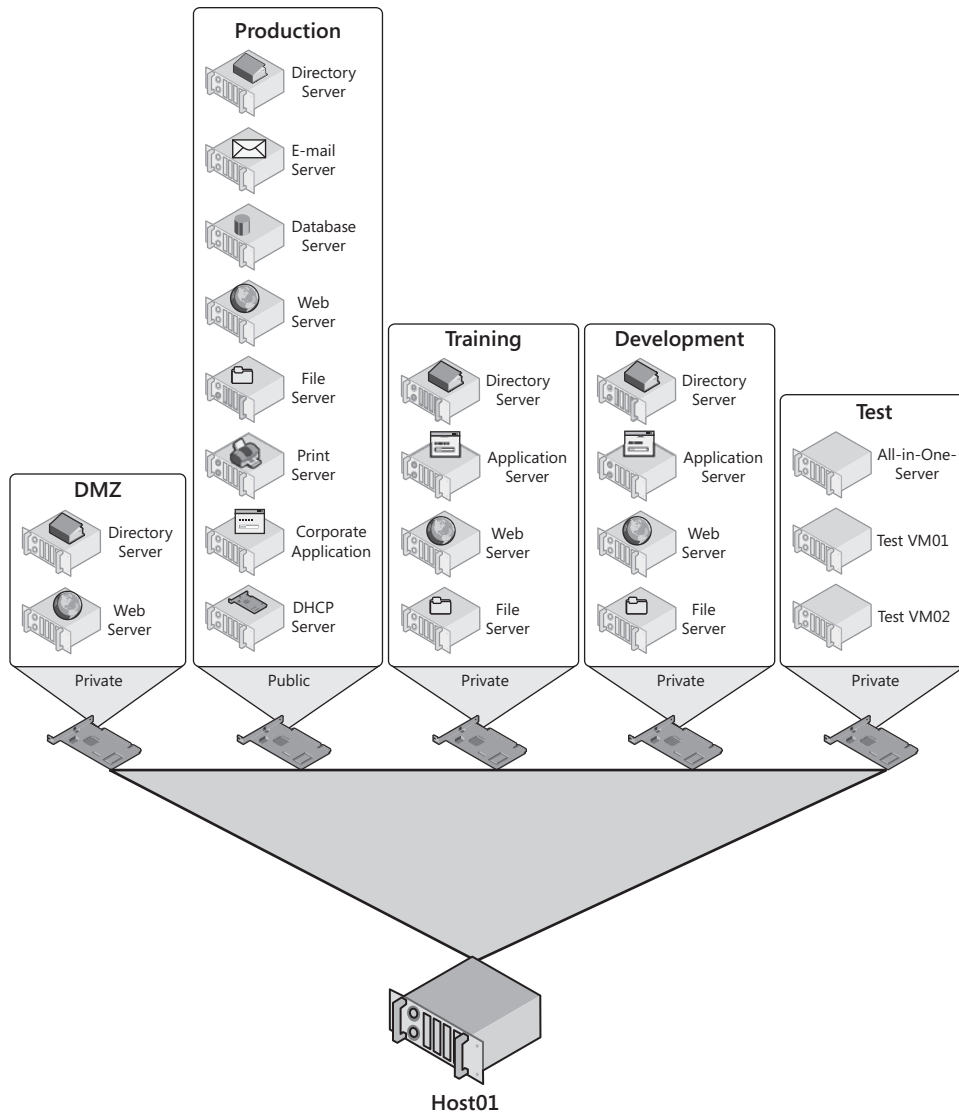 Production
Directory
Server
E-mail
Server
Database
Server
Web
Server
File
Server
Print
Server
Corporate
Application
DHCP
Server
Public
DMZ
Directory
Server
Web
Server
Private
Training
Directory
Server
Application
Server
Web
Server
File
Server
Private
Development
Directory
Server
Application
Server
Web
Server
File
Server
Private
Test
All-in-One-
Server
Test VM01
Test VM02
Private
Host01